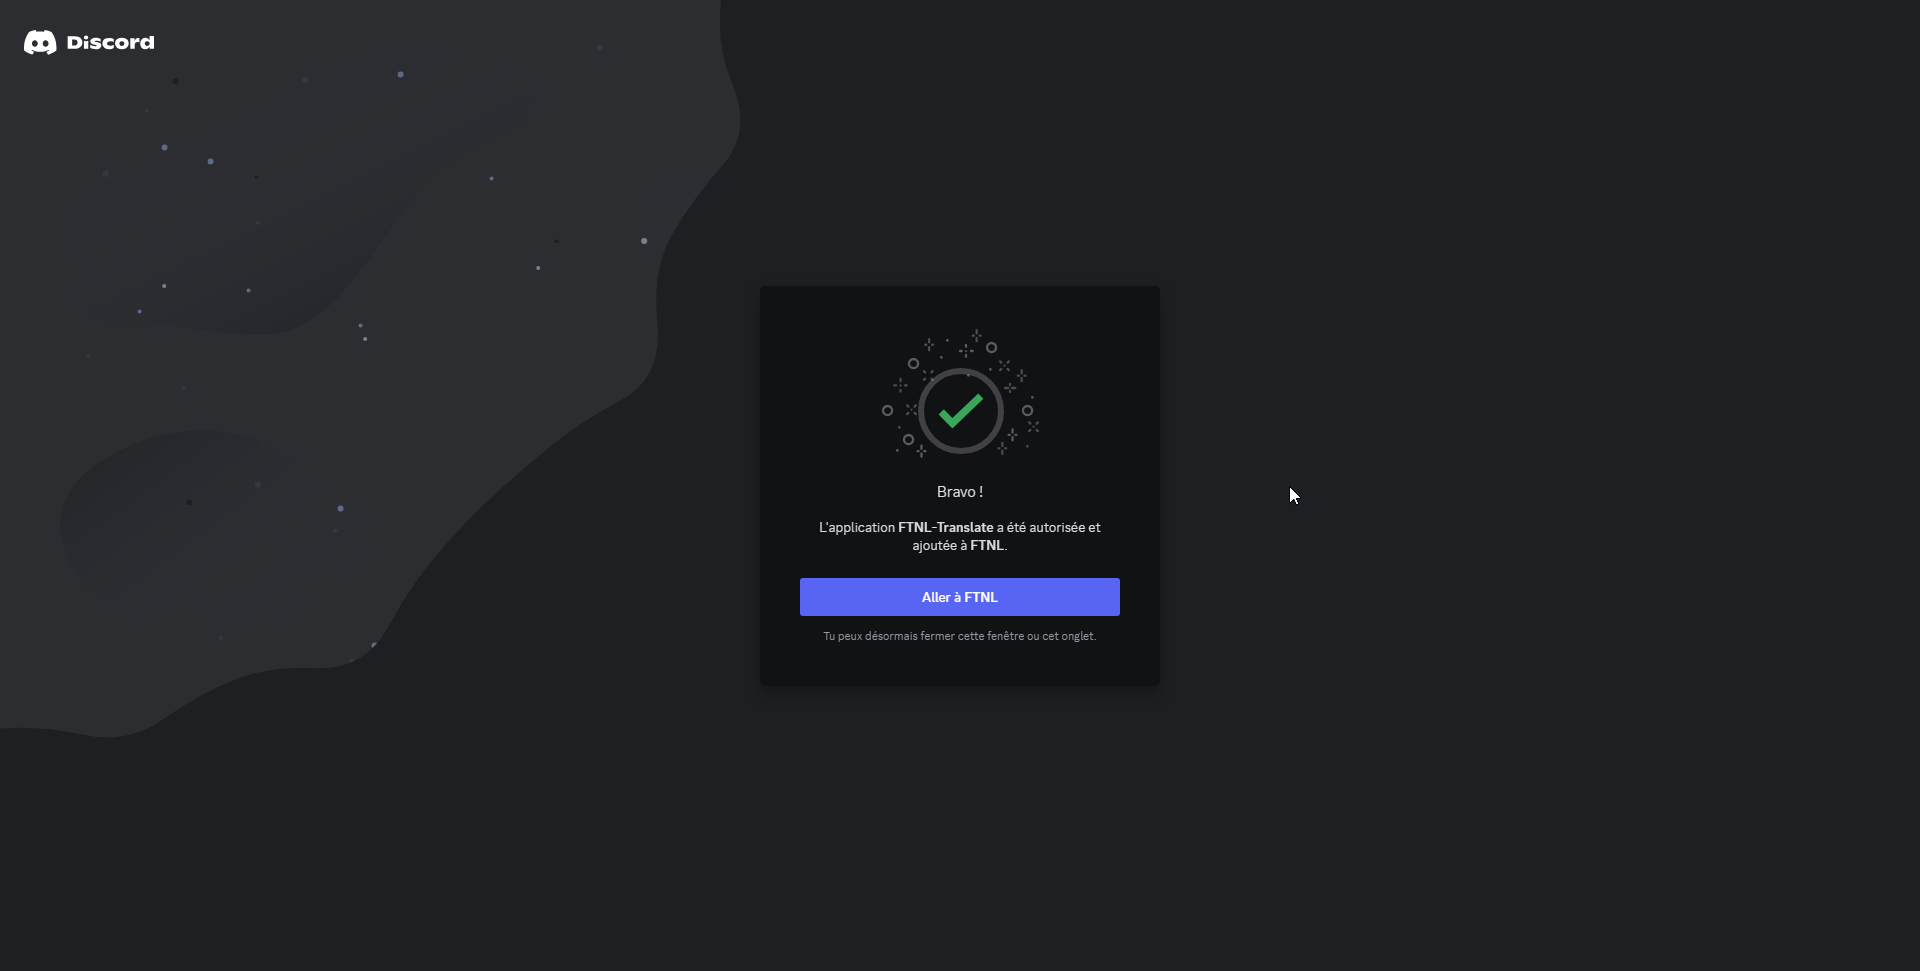 Discord
Bravo !
L'application FTNL-Translate a été autorisée et
ajoutée à FTNL.
Aller à FTNL
Tu peux désormais fermer cette fenêtre ou cet onglet.